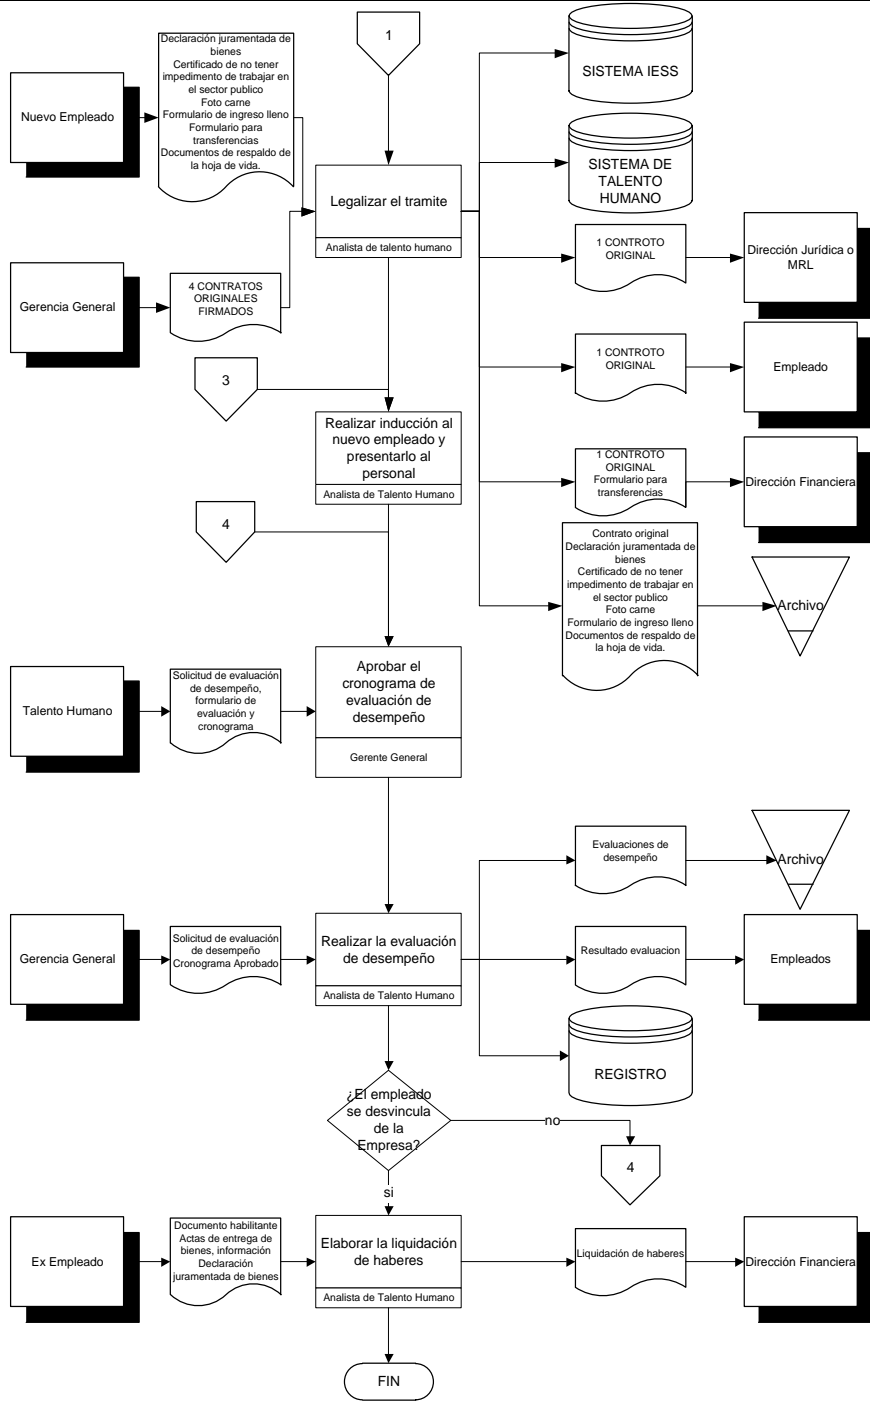 1
Declaración juramentada de
bienes
Certificado de no tener
impedimento de trabajar en
el sector publico
Foto carne
Formulario de ingreso lleno
Formulario para
transferencias
Documentos de respaldo de
la hoja de vida.
Nuevo Empleado
SISTEMA IESS
SISTEMA DE
TALENTO
HUMANO
Legalizar el tramite
Analista de talento humano
1 CONTROTO
ORIGINAL
Dirección Jurídica o
MRL
Gerencia General
4 CONTRATOS
ORIGINALES
FIRMADOS
3
1 CONTROTO
ORIGINAL
Empleado
Realizar inducción al
nuevo empleado y
presentarlo al
personal
Analista de Talento Humano
1 CONTROTO
ORIGINAL
Formulario para
transferencias
Dirección Financiera
4
Contrato original
Declaración juramentada de
bienes
Certificado de no tener
impedimento de trabajar en
el sector publico
Foto carne
Formulario de ingreso lleno
Documentos de respaldo de
la hoja de vida.
Archivo
Talento Humano
Solicitud de evaluación
de desempeño,
formulario de
evaluación y
cronograma
Aprobar el
cronograma de
evaluación de
desempeño
Gerente General
Evaluaciones de
desempeño
Archivo
Gerencia General
Solicitud de evaluación
de desempeño
Cronograma Aprobado
Realizar la evaluación
de desempeño
Analista de Talento Humano
Resultado evaluacion
Empleados
REGISTRO
¿El empleado
se desvincula
de la
Empresa?
no
4
si
Ex Empleado
Documento habilitante
Actas de entrega de
bienes, información
Declaración
juramentada de bienes
Elaborar la liquidación
de haberes
Analista de Talento Humano
Liquidación de haberes
Dirección Financiera
FIN